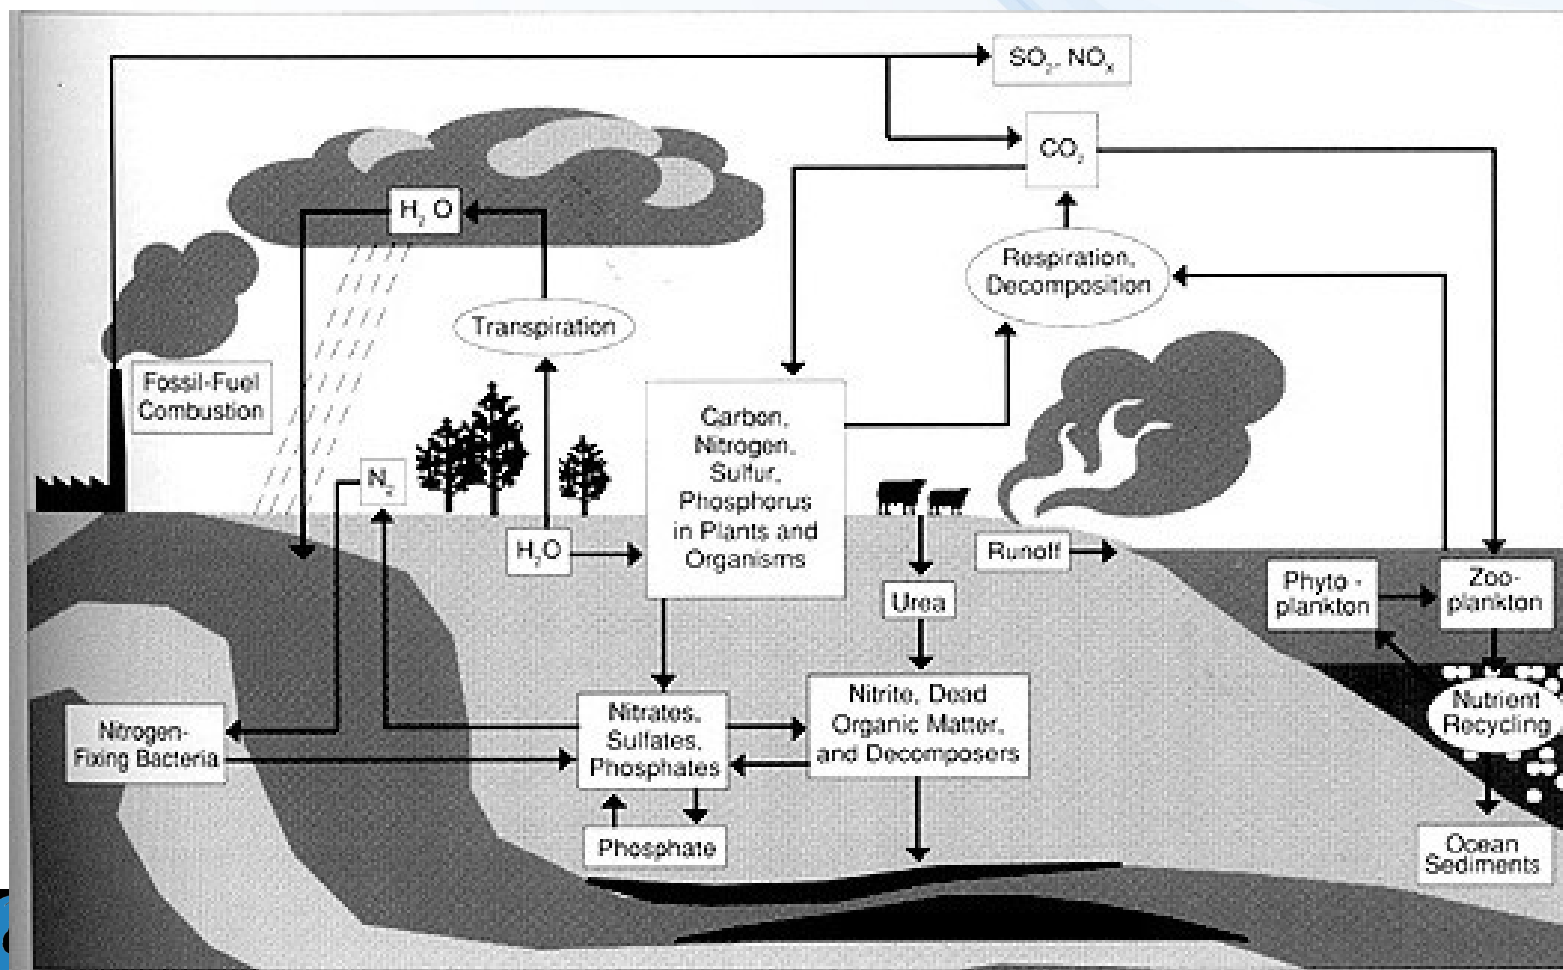 SO₂, NOₓ
CO₂
H₂O
Respiration,
Decomposition
Transpiration
Fossil-Fuel
Combustion
Carbon,
Nitrogen,
Sulfur,
Phosphorus
in Plants and
Organisms
N₂
H₂O
Runoff
Urea
Phyto-
plankton
Zoo-
plankton
Nitrogen-
Fixing Bacteria
Nitrates,
Sulfates,
Phosphates
Nitrite, Dead
Organic Matter,
and Decomposers
Nutrient
Recycling
Phosphate
Ocean
Sediments